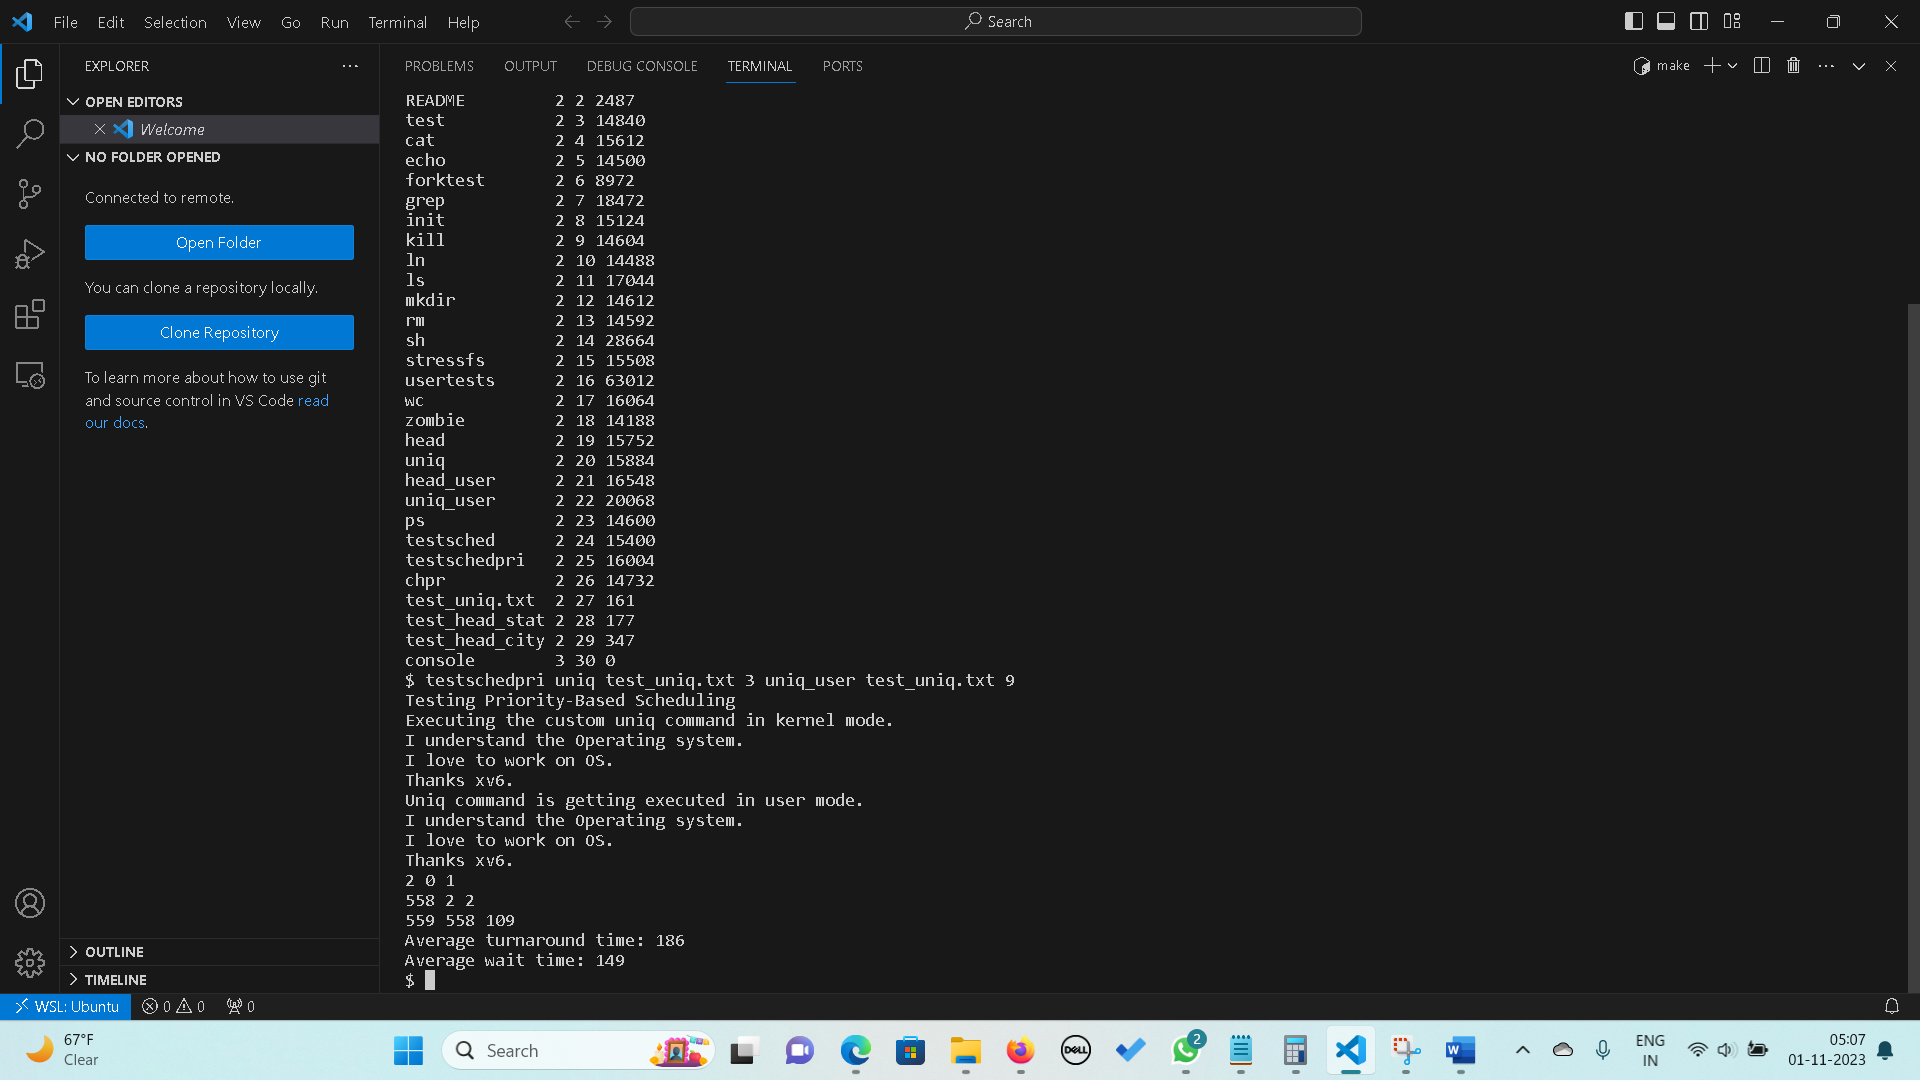 File Edit Selection View Go Run Terminal Help
Search
EXPLORER
OPEN EDITORS
Welcome
NO FOLDER OPENED
Connected to remote.
Open Folder
You can clone a repository locally.
Clone Repository
To learn more about how to use git
and source control in VS Code read
our docs.
OUTLINE
TIMELINE
PROBLEMS OUTPUT DEBUG CONSOLE TERMINAL PORTS
make
README 2 2 2487
test 2 3 14840
cat 2 4 15612
echo 2 5 14500
forktest 2 6 8972
grep 2 7 18472
init 2 8 15124
kill 2 9 14604
ln 2 10 14488
ls 2 11 17044
mkdir 2 12 14612
rm 2 13 14592
sh 2 14 28664
stressfs 2 15 15508
usertests 2 16 63012
wc 2 17 16064
zombie 2 18 14188
head 2 19 15752
uniq 2 20 15884
head_user 2 21 16548
uniq_user 2 22 20068
ps 2 23 14600
testsched 2 24 15400
testschedpri 2 25 16004
chpr 2 26 14732
test_uniq.txt 2 27 161
test_head_stat 2 28 177
test_head_city 2 29 347
console 3 30 0
$ testschedpri uniq test_uniq.txt 3 uniq_user test_uniq.txt 9
Testing Priority-Based Scheduling
Executing the custom uniq command in kernel mode.
I understand the Operating system.
I love to work on OS.
Thanks xv6.
Uniq command is getting executed in user mode.
I understand the Operating system.
I love to work on OS.
Thanks xv6.
2 0 1
558 2 2
559 558 109
Average turnaround time: 186
Average wait time: 149
$
WSL: Ubuntu 0 0 0
67°F
Clear
Search
DELL
2
W
ENG
IN
05:07
01-11-2023